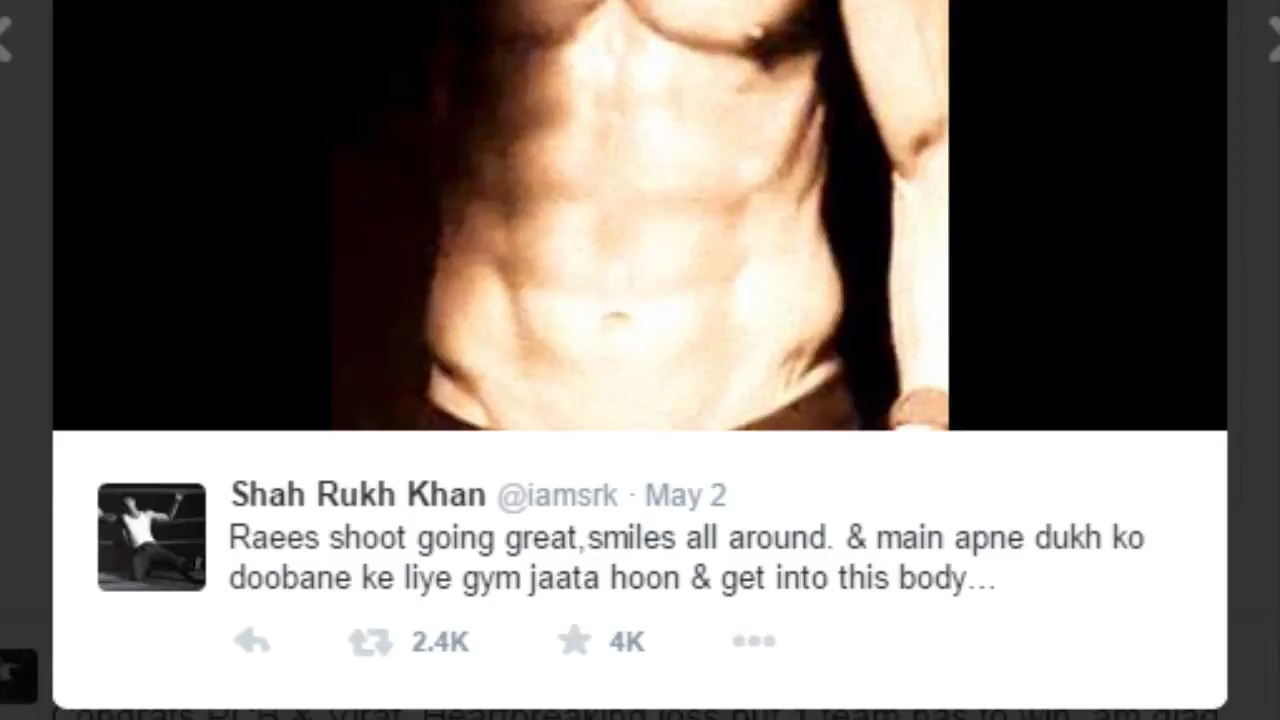 Shah Rukh Khan @iamsrk · May 2
Raees shoot going great,smiles all around. & main apne dukh ko
doobane ke liye gym jaata hoon & get into this body...
2.4K 4K